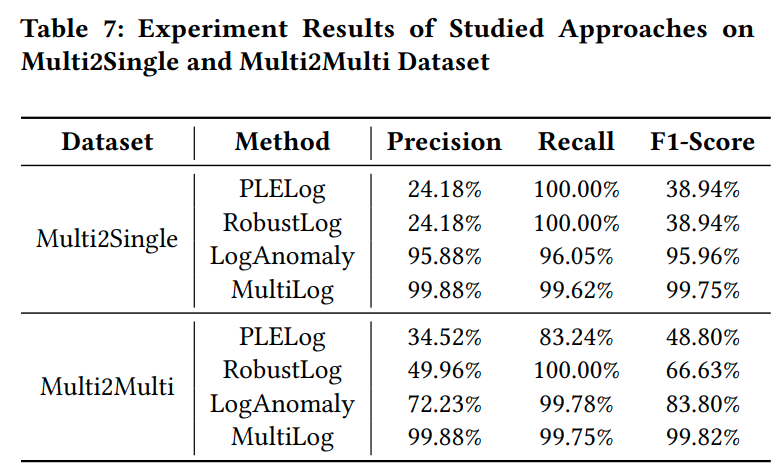 Table 7: Experiment Results of Studied Approaches on
Multi2Single and Multi2Multi Dataset
Dataset Method Precision Recall F1-Score
PLELog 24.18% 100.00% 38.94%
RobustLog 24.18% 100.00% 38.94%
Multi2Single
LogAnomaly 95.88% 96.05% 95.96%
MultiLog 99.88% 99.62% 99.75%
PLELog 34.52% 83.24% 48.80%
RobustLog 49.96% 100.00% 66.63%
Multi2Multi
LogAnomaly 72.23% 99.78% 83.80%
MultiLog 99.88% 99.75% 99.82%